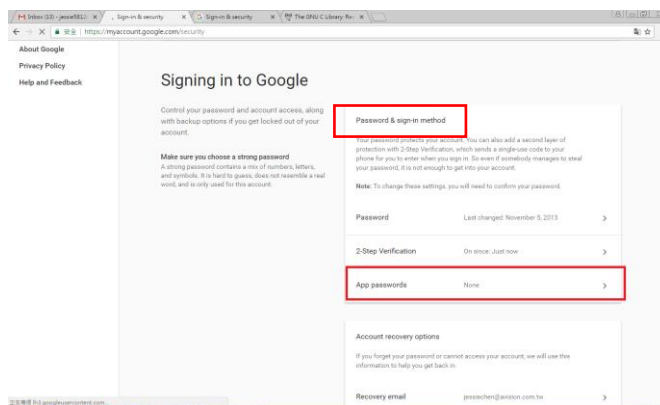 Inbox (13) - jessie5813
Sign-in & security
Sign-in & security
The GNU C Library: Re
安全 | https://myaccount.google.com/security
About Google
Privacy Policy
Help and Feedback
Signing in to Google
Control your password and account access, along
with backup options if you get locked out of your
account.
Make sure you choose a strong password
A strong password contains a mix of numbers, letters,
and symbols. It is hard to guess, does not resemble a real
word, and is only used for this account.
Password & sign-in method
Your password protects your account. You can also add a second layer of
protection with 2-Step Verification, which sends a single-use code to your
phone for you to enter when you sign in. So even if somebody manages to steal
your password, it is not enough to get into your account.
Note: To change these settings, you will need to confirm your password.
Password Last changed: November 5, 2013
2-Step Verification On since: Just now
App passwords None
Account recovery options
If you forget your password or cannot access your account, we will use this
information to help you get back in.
Recovery email jessiechen@avision.com.tw
lh3.googleusercontent.com...